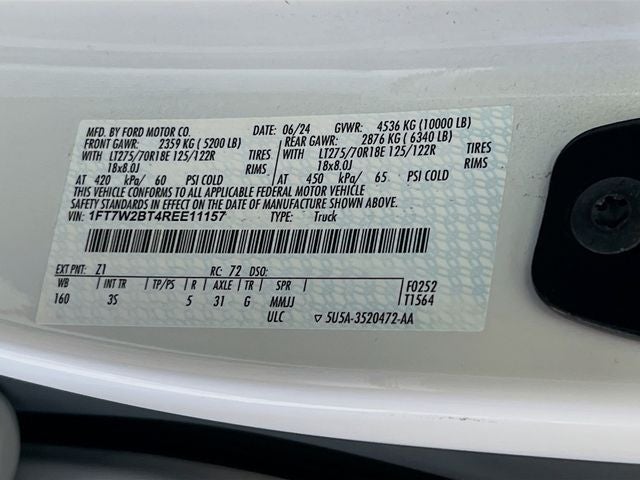 MFD. BY FORD MOTOR CO. DATE: 06/24 GVWR: 4536 KG (10000 LB)
FRONT GAWR: 2359 KG ( 5200 LB) REAR GAWR: 2876 KG ( 6340 LB)
WITH LT275/70R18E 125/122R TIRES WITH LT275/70R18E 125/122R TIRES
18x8.0J RIMS 18x8.0J RIMS
AT 420 kPa/ 60 PSI COLD AT 450 kPa/ 65 PSI COLD
THIS VEHICLE CONFORMS TO ALL APPLICABLE FEDERAL MOTOR VEHICLE
SAFETY STANDARDS IN EFFECT ON THE DATE OF MANUFACTURE SHOWN ABOVE.
VIN: 1FT7W2BT4REE11157 TYPE: Truck
EXT PNT: Z1 RC: 72 DSO:
WB INT TR TP/PS R AXLE TR SPR F0252
160 3S 5 31 G MMJJ T1564
ULC ▽ 5U5A-3520472-AA